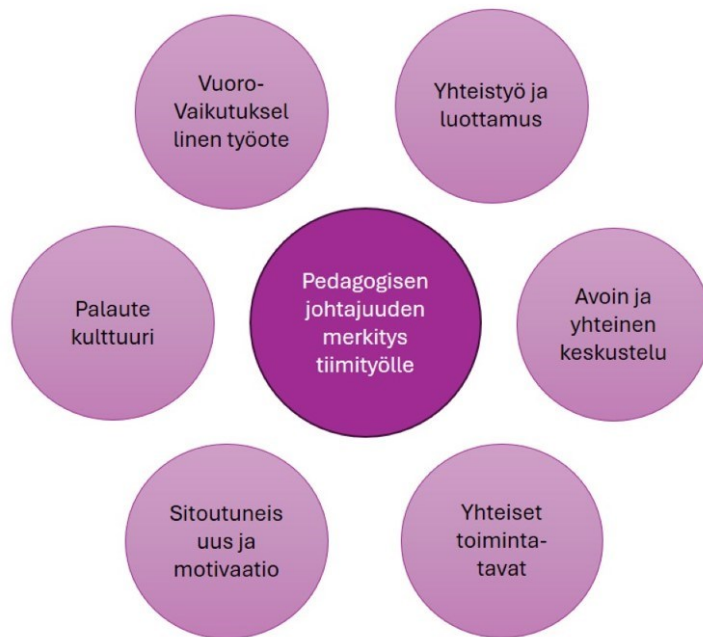 Vuoro-
Vaikutuksel
linen työote
Yhteistyö ja
luottamus
Palaute
kulttuuri
Pedagogisen
johtajuuden
merkitys
tiimityölle
Avoin ja
yhteinen
keskustelu
Sitoutuneis
uus ja
motivaatio
Yhteiset
toiminta-
tavat